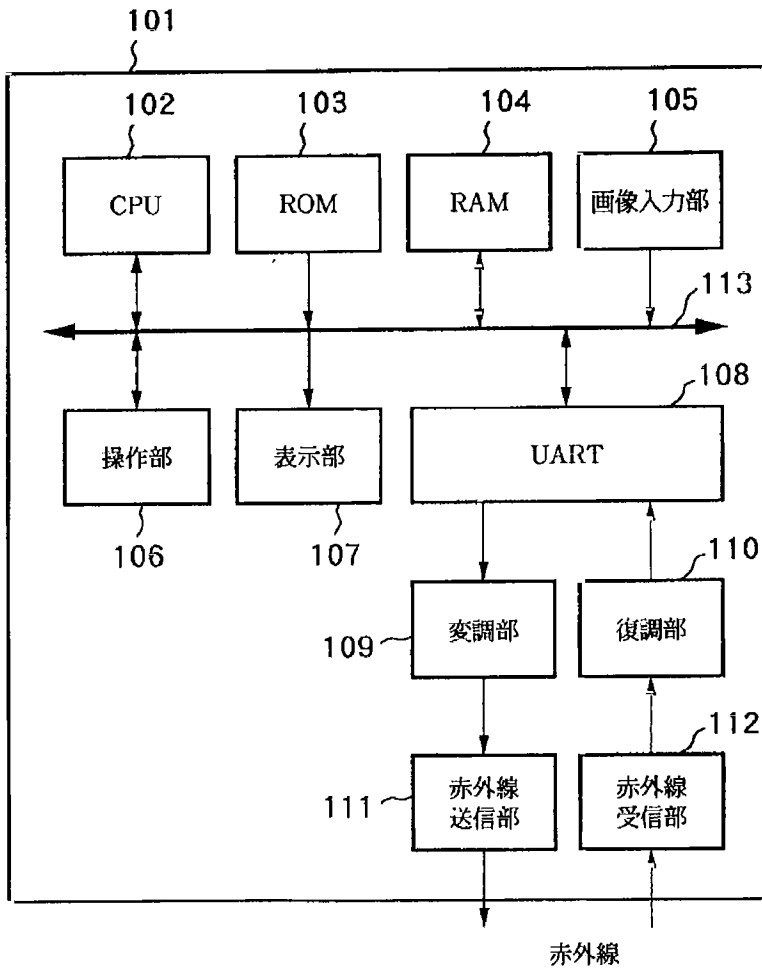 101
102
103
104
105
CPU
ROM
RAM
画像入力部
113
108
操作部
表示部
UART
106
107
110
109
変調部
復調部
112
111
赤外線
送信部
赤外線
受信部
赤外線